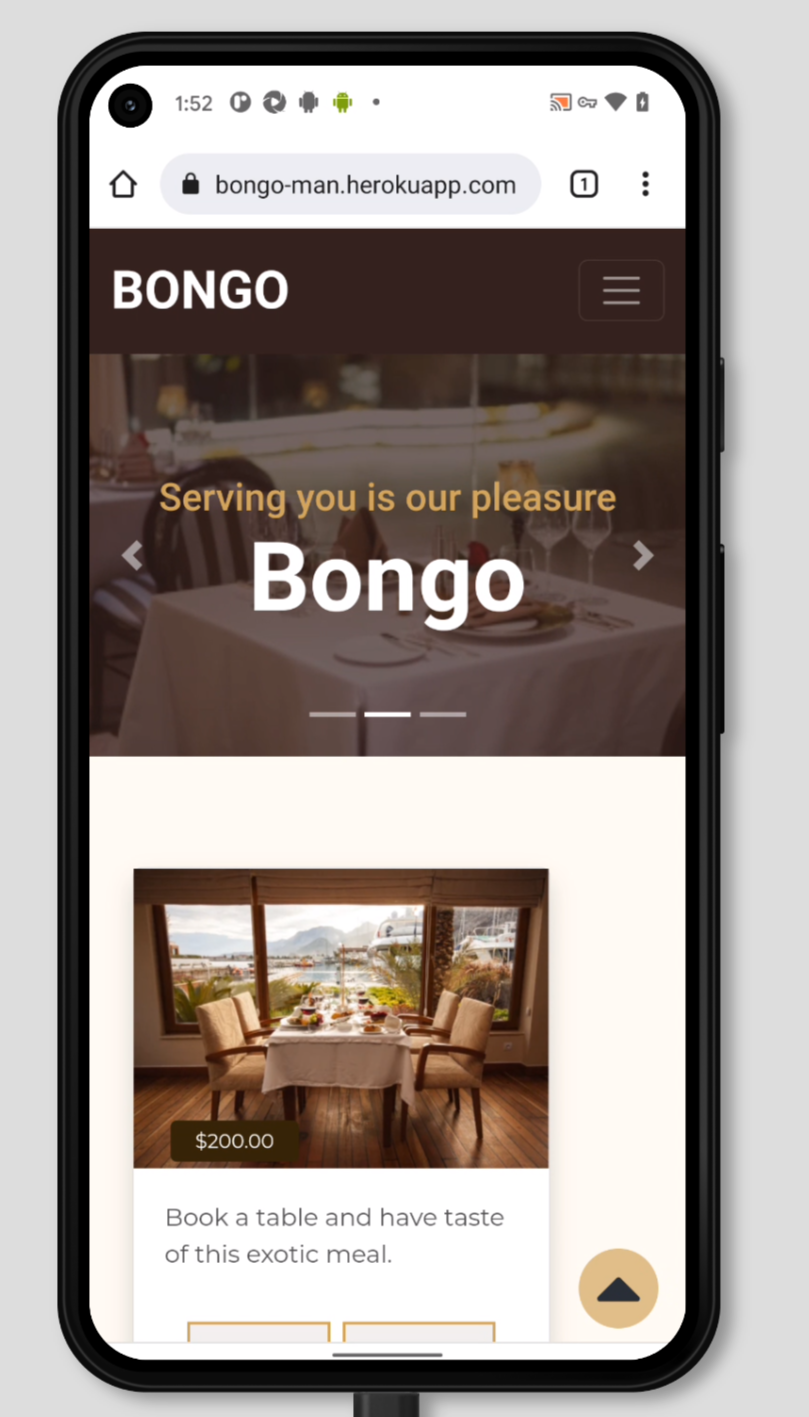 1:52
bongo-man.herokuapp.com
1
BONGO
Serving you is our pleasure
Bongo
$200.00
Book a table and have taste
of this exotic meal.